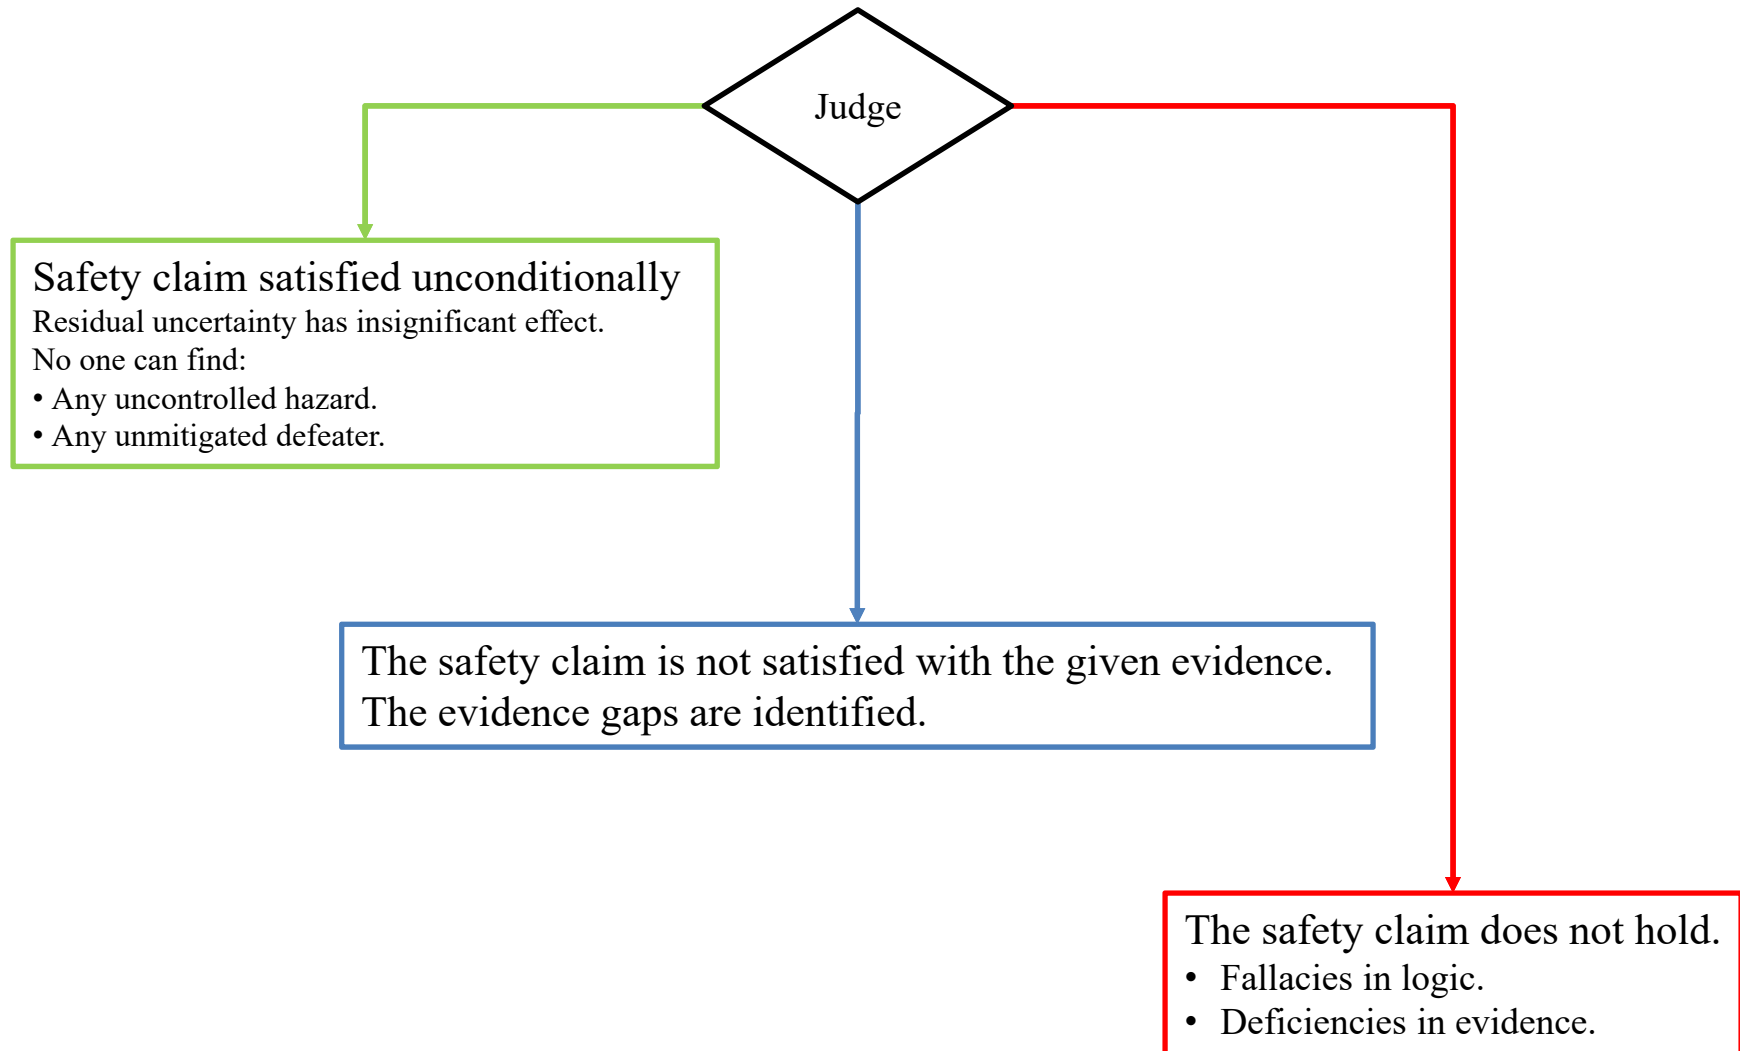 Judge
Safety claim satisfied unconditionally
Residual uncertainty has insignificant effect.
No one can find:
• Any uncontrolled hazard.
• Any unmitigated defeater.
The safety claim is not satisfied with the given evidence.
The evidence gaps are identified.
The safety claim does not hold.
• Fallacies in logic.
• Deficiencies in evidence.